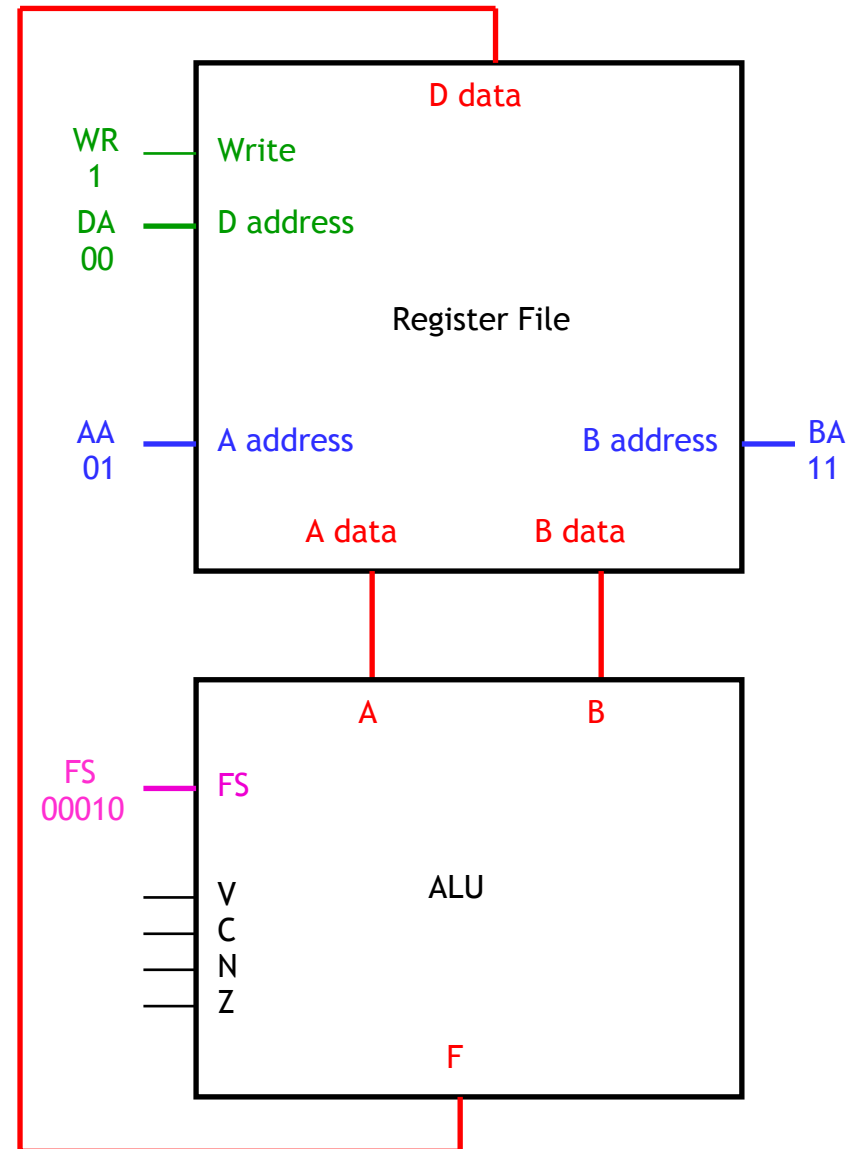 D data
WR
1
Write
DA
00
D address
Register File
AA
01
A address
B address
BA
11
A data
B data
A
B
FS
00010
FS
ALU
V
C
N
Z
F